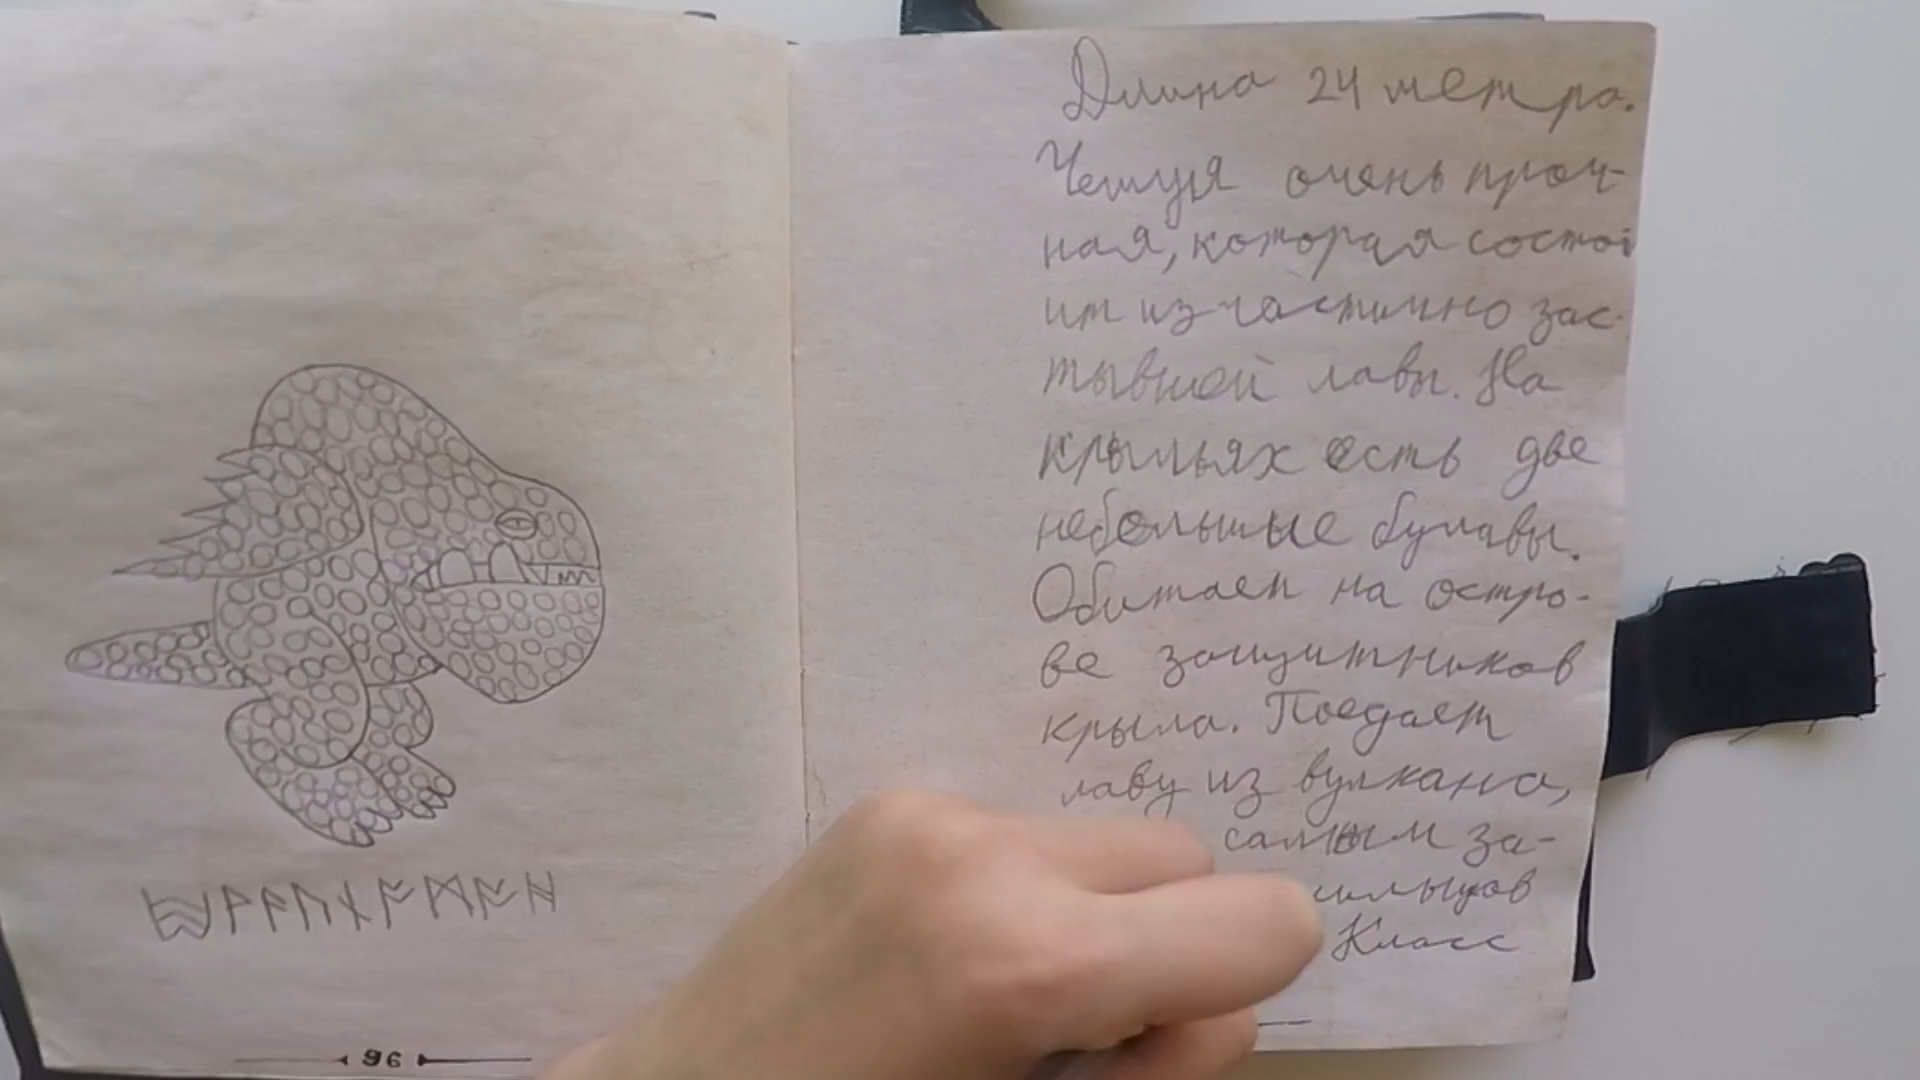 Длина 24 метра.
Чешуя очень проч-
ная, которая состо
ит из частично зас-
тывшей лавы. На
крыльях есть две
небольшие булавы.
Обитает на остро-
ве защитников
крыла. Поедает
лаву из вулкана,
самым за-
Класс
96